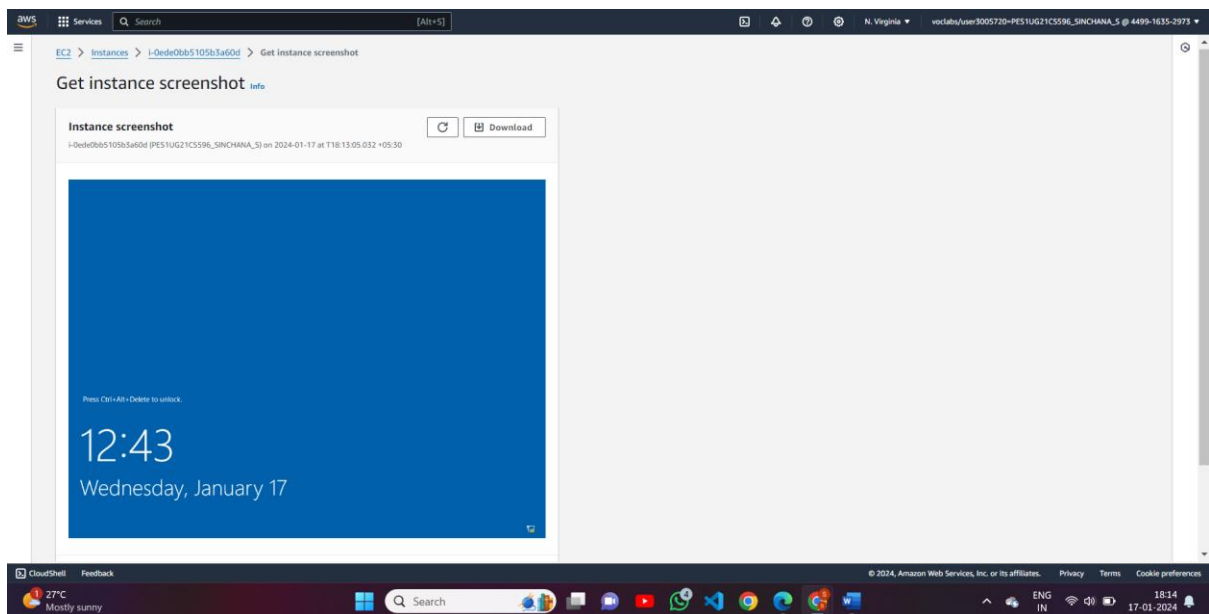 aws Services Search [Alt+S] N. Virginia voclabs/user3005720=PES1UG21CS596_SINCHANA_S @ 4499-1635-2973
EC2 > Instances > i-0ede0bb5105b3a60d > Get instance screenshot
Get instance screenshot Info
Instance screenshot
Download
i-0ede0bb5105b3a60d (PES1UG21CS596_SINCHANA_S) on 2024-01-17 at T18:13:05.032 +05:30
Press Ctrl+Alt+Delete to unlock.
12:43
Wednesday, January 17
CloudShell Feedback © 2024, Amazon Web Services, Inc. or its affiliates. Privacy Terms Cookie preferences
1 27°C
Mostly sunny
Search
ENG
IN
18:14
17-01-2024